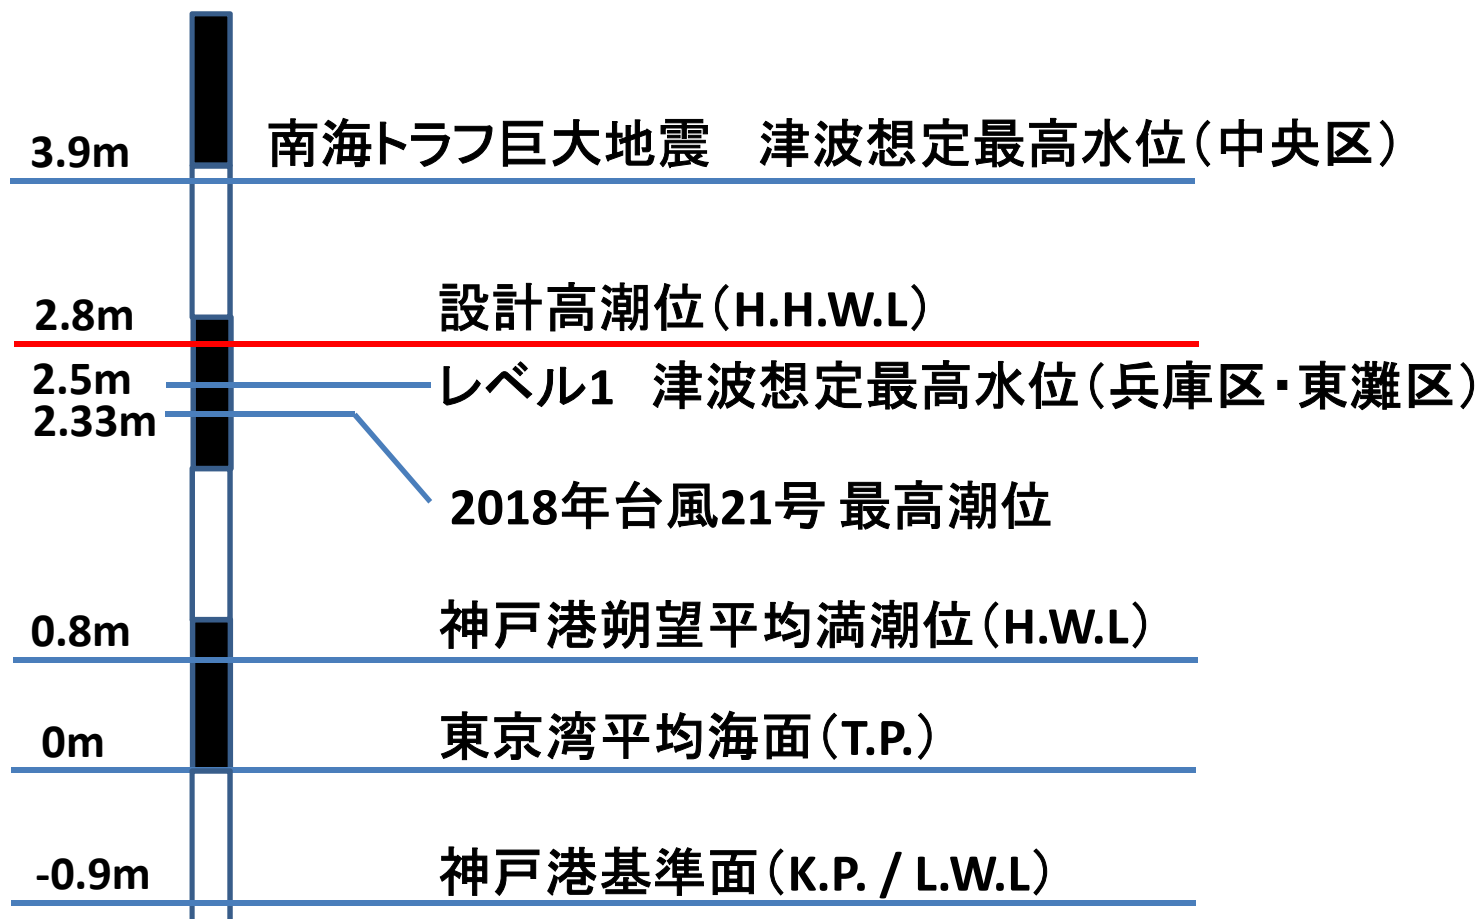 3.9m 南海トラフ巨大地震　津波想定最高水位（中央区）
2.8m 設計高潮位（H.H.W.L）
2.5m レベル1　津波想定最高水位（兵庫区・東灘区）
2.33m
2018年台風21号 最高潮位
0.8m 神戸港朔望平均満潮位（H.W.L）
0m 東京湾平均海面（T.P.）
-0.9m 神戸港基準面（K.P. / L.W.L）